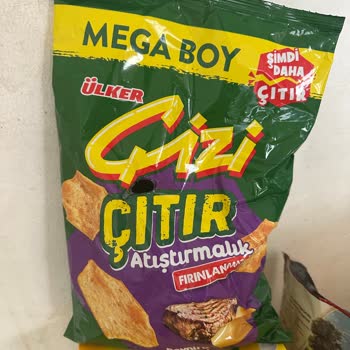 MEGA BOY
ŞİMDİ
DAHA
ÇITIR
ÜLKER
Çizi
ÇITIR
Atıştırmalık